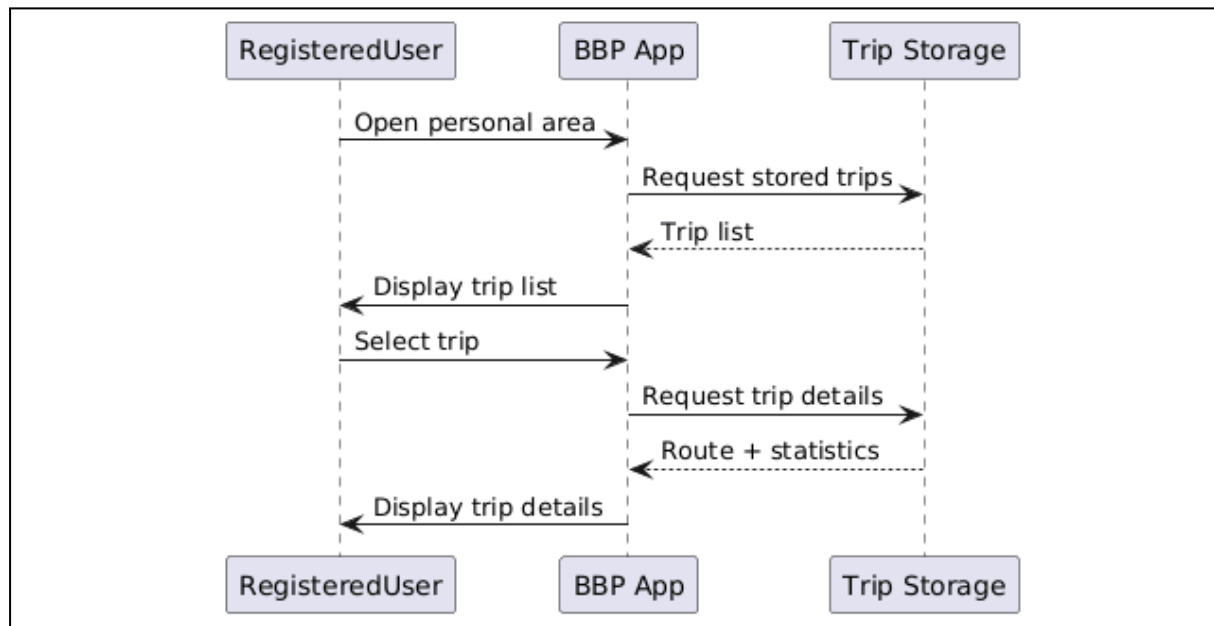 RegisteredUser BBP App Trip Storage
Open personal area
Request stored trips
Trip list
Display trip list
Select trip
Request trip details
Route + statistics
Display trip details
RegisteredUser BBP App Trip Storage